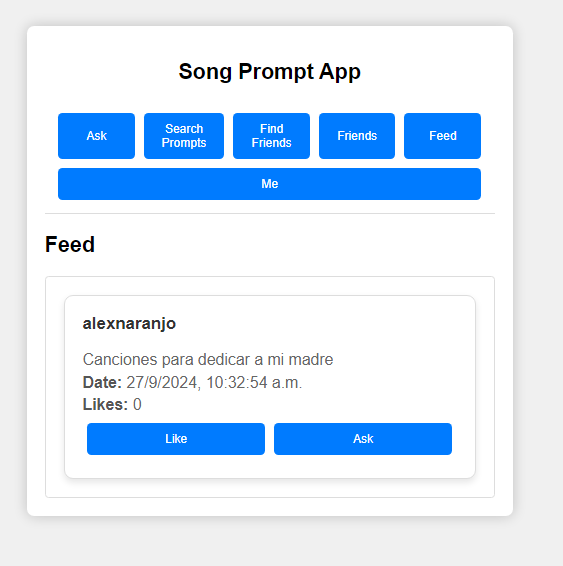 Song Prompt App
Ask
Search
Prompts
Find
Friends
Friends
Feed
Me
Feed
alexnaranjo
Canciones para dedicar a mi madre
Date: 27/9/2024, 10:32:54 a.m.
Likes: 0
Like
Ask